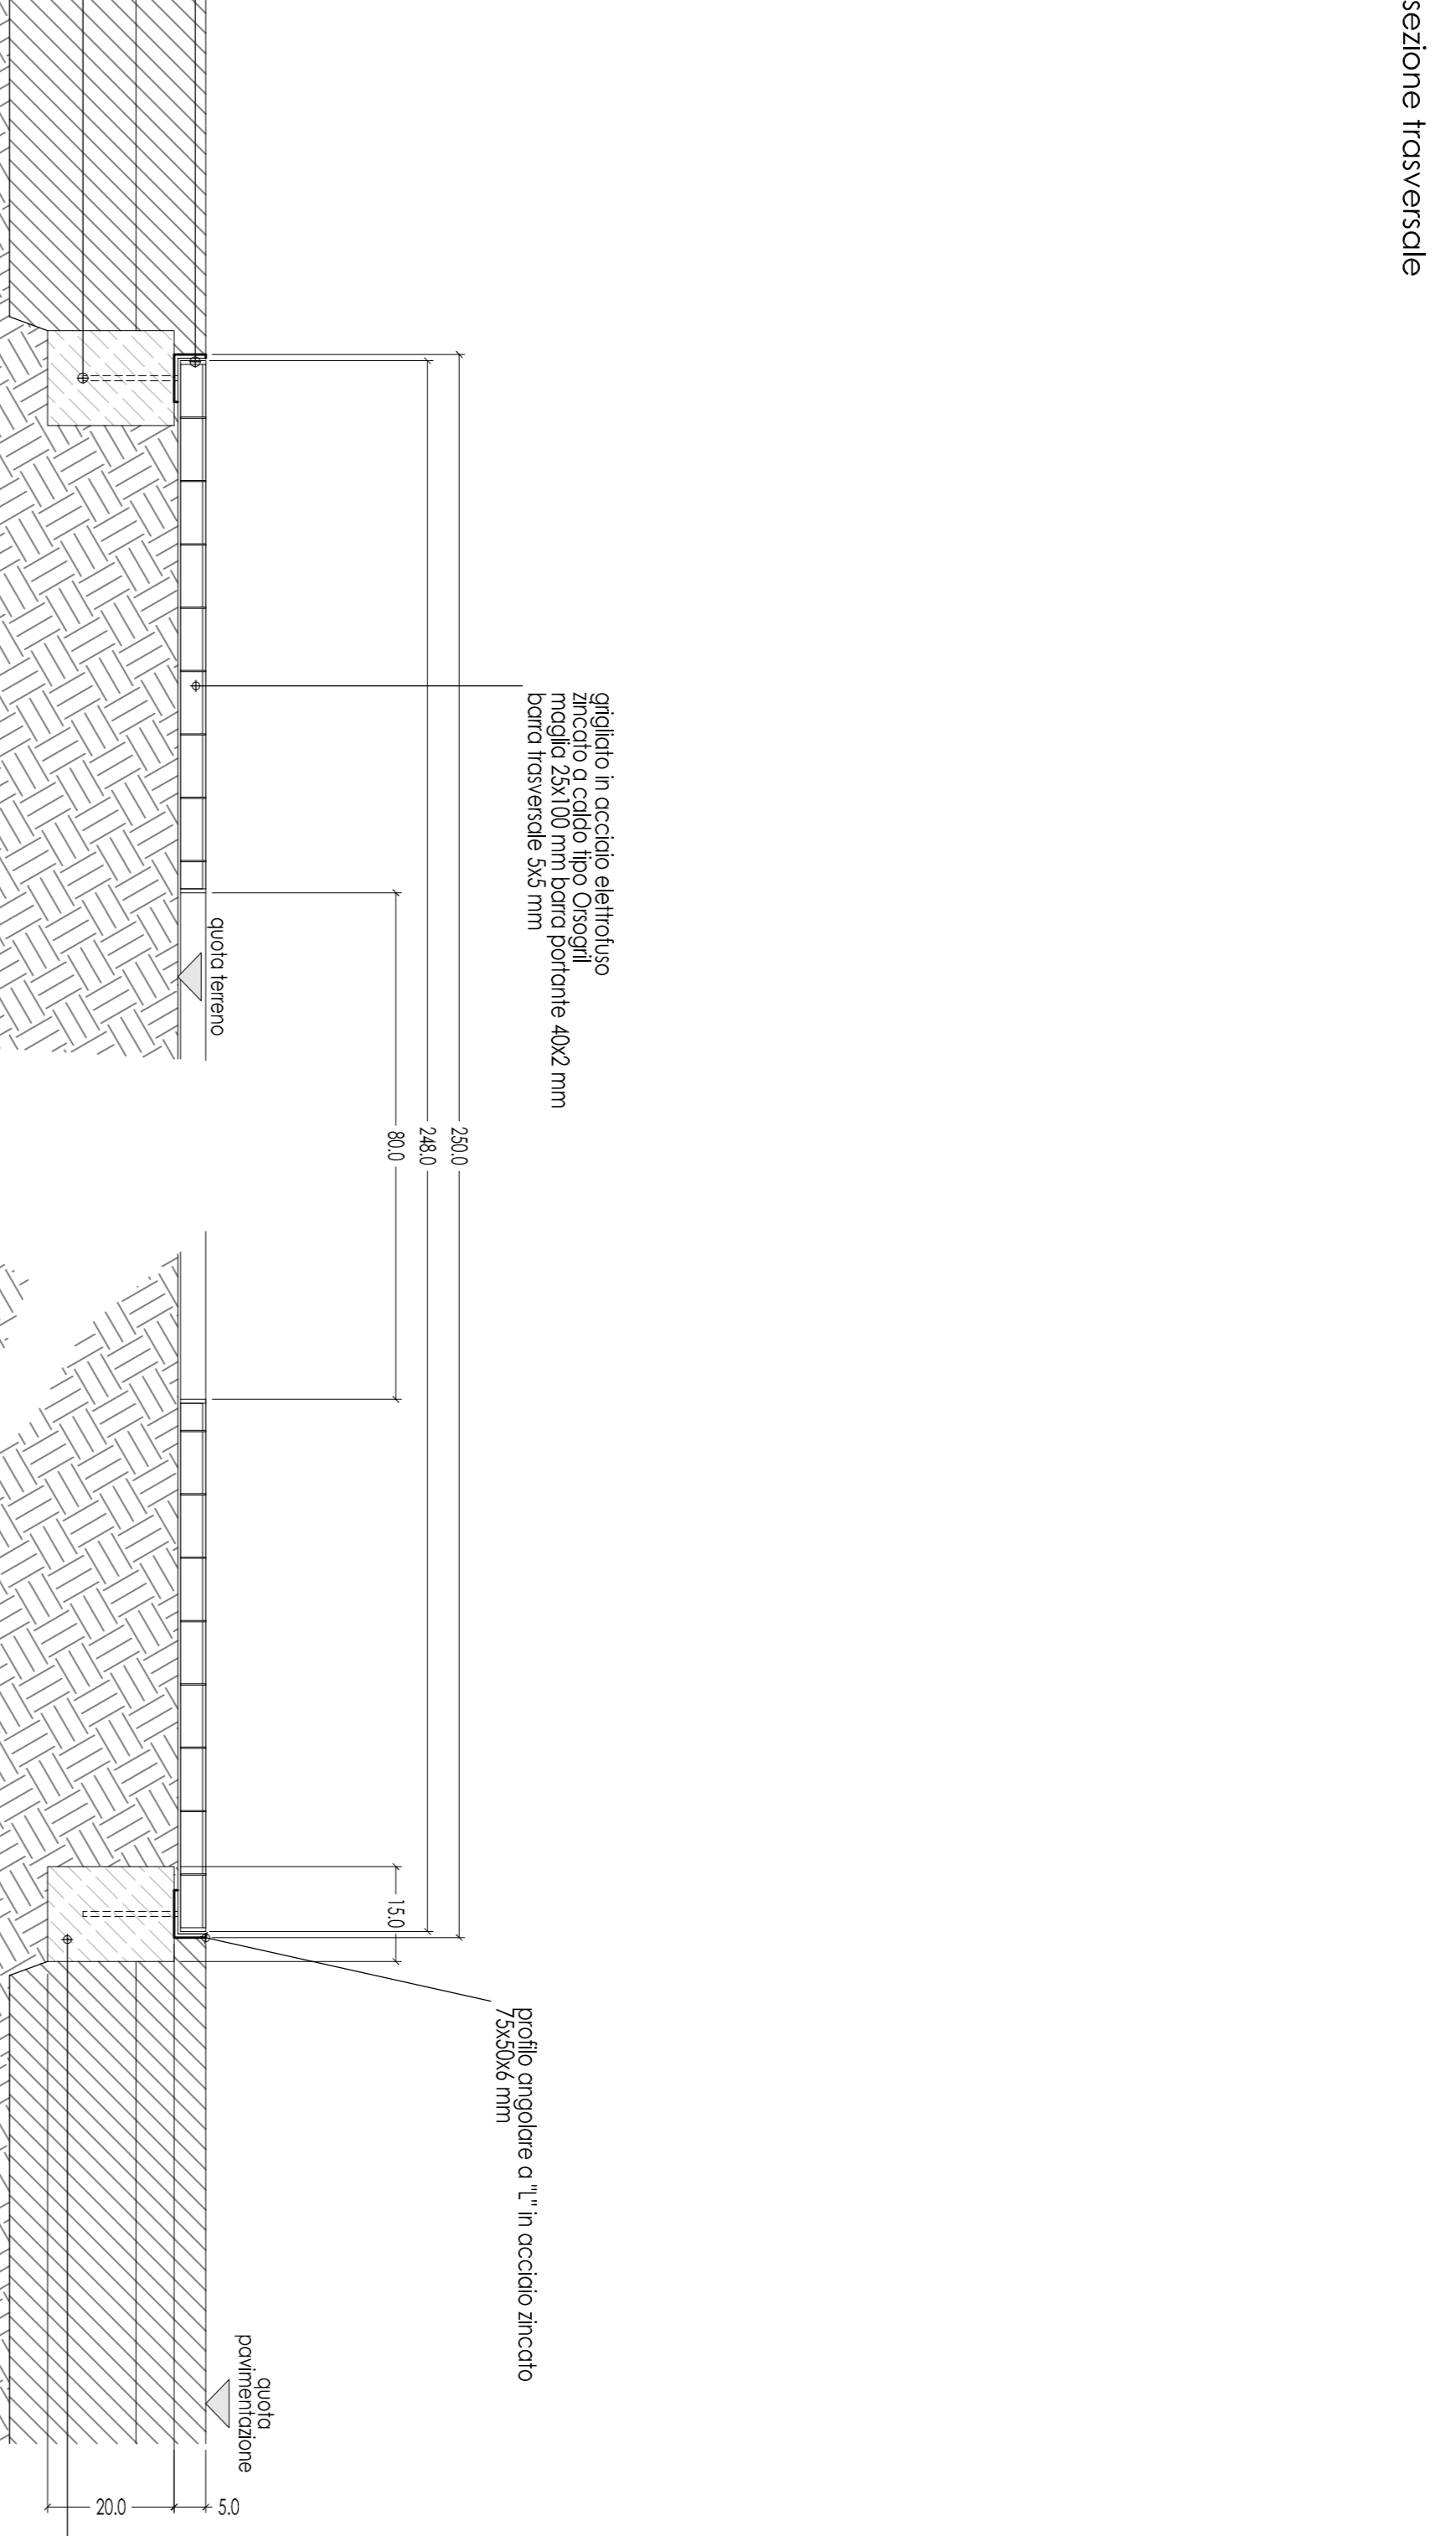 sezione trasversale
grigliato in acciaio elettrofuso
zincato a caldo tipo Orsogril
maglia 25x100 mm barra portante 40x2 mm
barra trasversale 5x5 mm
profilo angolare a "L" in acciaio zincato
75x50x6 mm
250.0
248.0
80.0
15.0
quota terreno
quota
pavimentazione
20.0
5.0